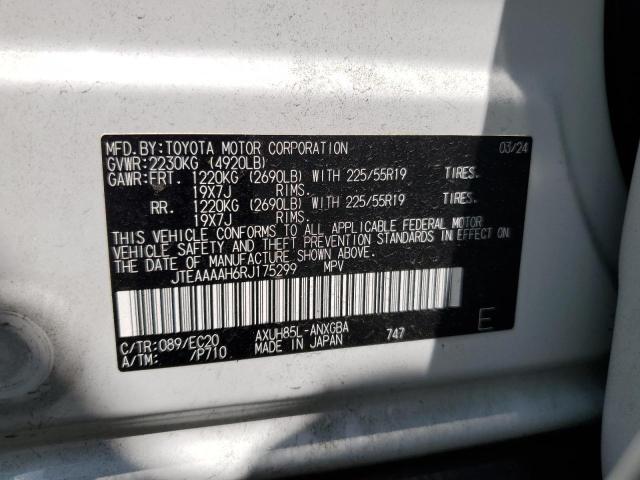 MFD.BY:TOYOTA MOTOR CORPORATION 03/24
GVWR:2230KG (4920LB)
GAWR:FRT. 1220KG (2690LB) WITH 225/55R19 TIRES.
19X7J RIMS.
RR. 1220KG (2690LB) WITH 225/55R19 TIRES.
19X7J RIMS.
THIS VEHICLE CONFORMS TO ALL APPLICABLE FEDERAL MOTOR
VEHICLE SAFETY AND THEFT PREVENTION STANDARDS IN EFFECT
ON THE DATE OF MANUFACTURE SHOWN ABOVE.
JTEAAAAH6RJ175299 MPV
C/TR:089/EC20 AXUH85L-ANXGBA 747 E
A/TM: /P710 MADE IN JAPAN